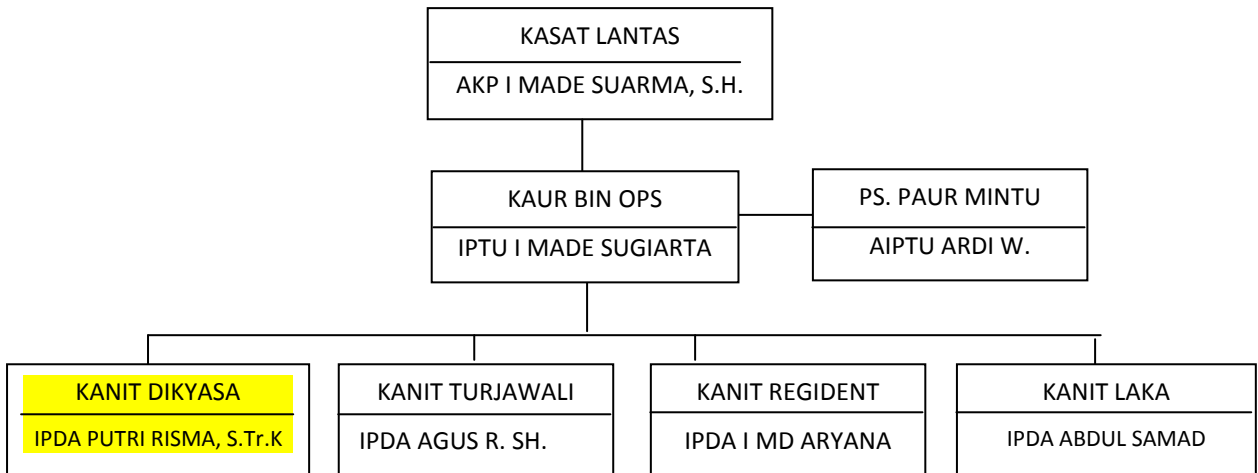 KASAT LANTAS
AKP I MADE SUARMA, S.H.
KAUR BIN OPS
IPTU I MADE SUGIARTA
PS. PAUR MINTU
AIPTU ARDI W.
KANIT DIKYASA
IPDA PUTRI RISMA, S.Tr.K
KANIT TURJAWALI
IPDA AGUS R. SH.
KANIT REGIDENT
IPDA I MD ARYANA
KANIT LAKA
IPDA ABDUL SAMAD